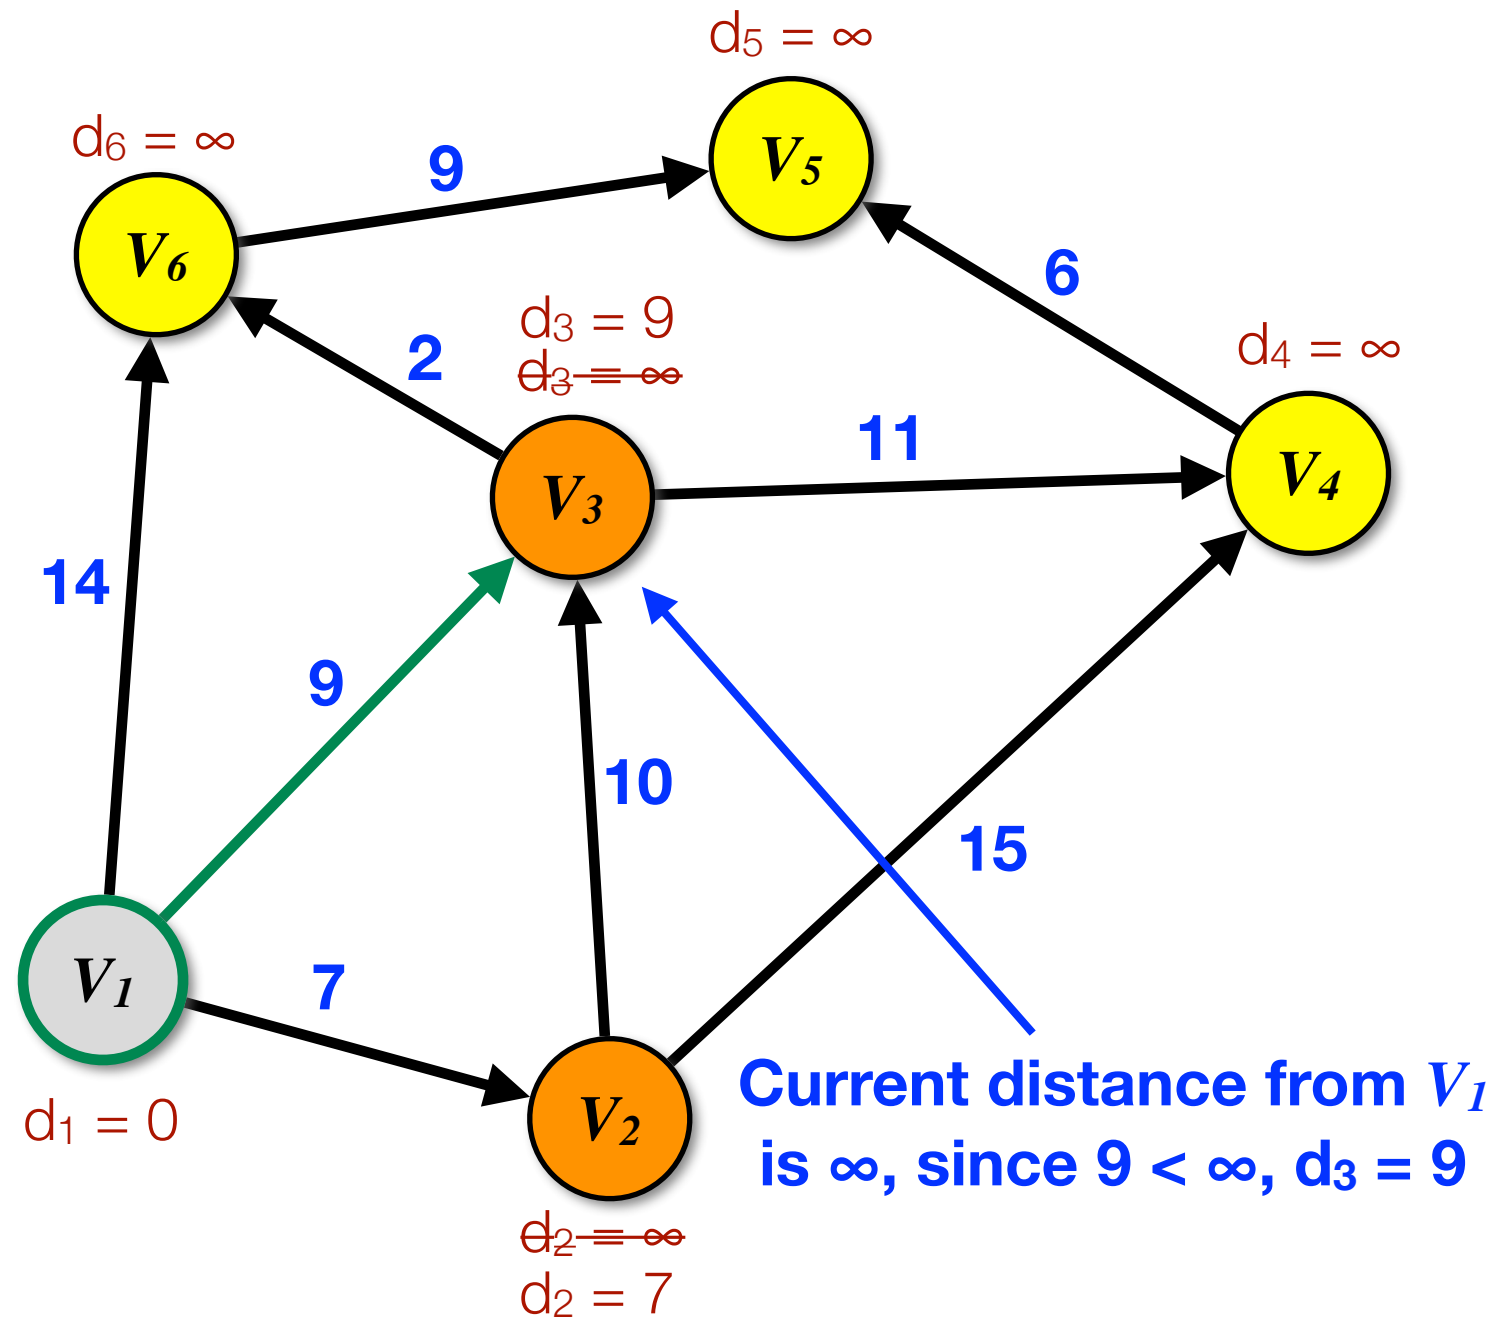 d5 = ∞
V5
d6 = ∞
9
V6
6
d3 = 9
d3 = ∞
d4 = ∞
2
11
V3
V4
14
9
10
15
V1
7
d1 = 0
V2
Current distance from V1
is ∞, since 9 < ∞, d3 = 9
d2 = ∞
d2 = 7